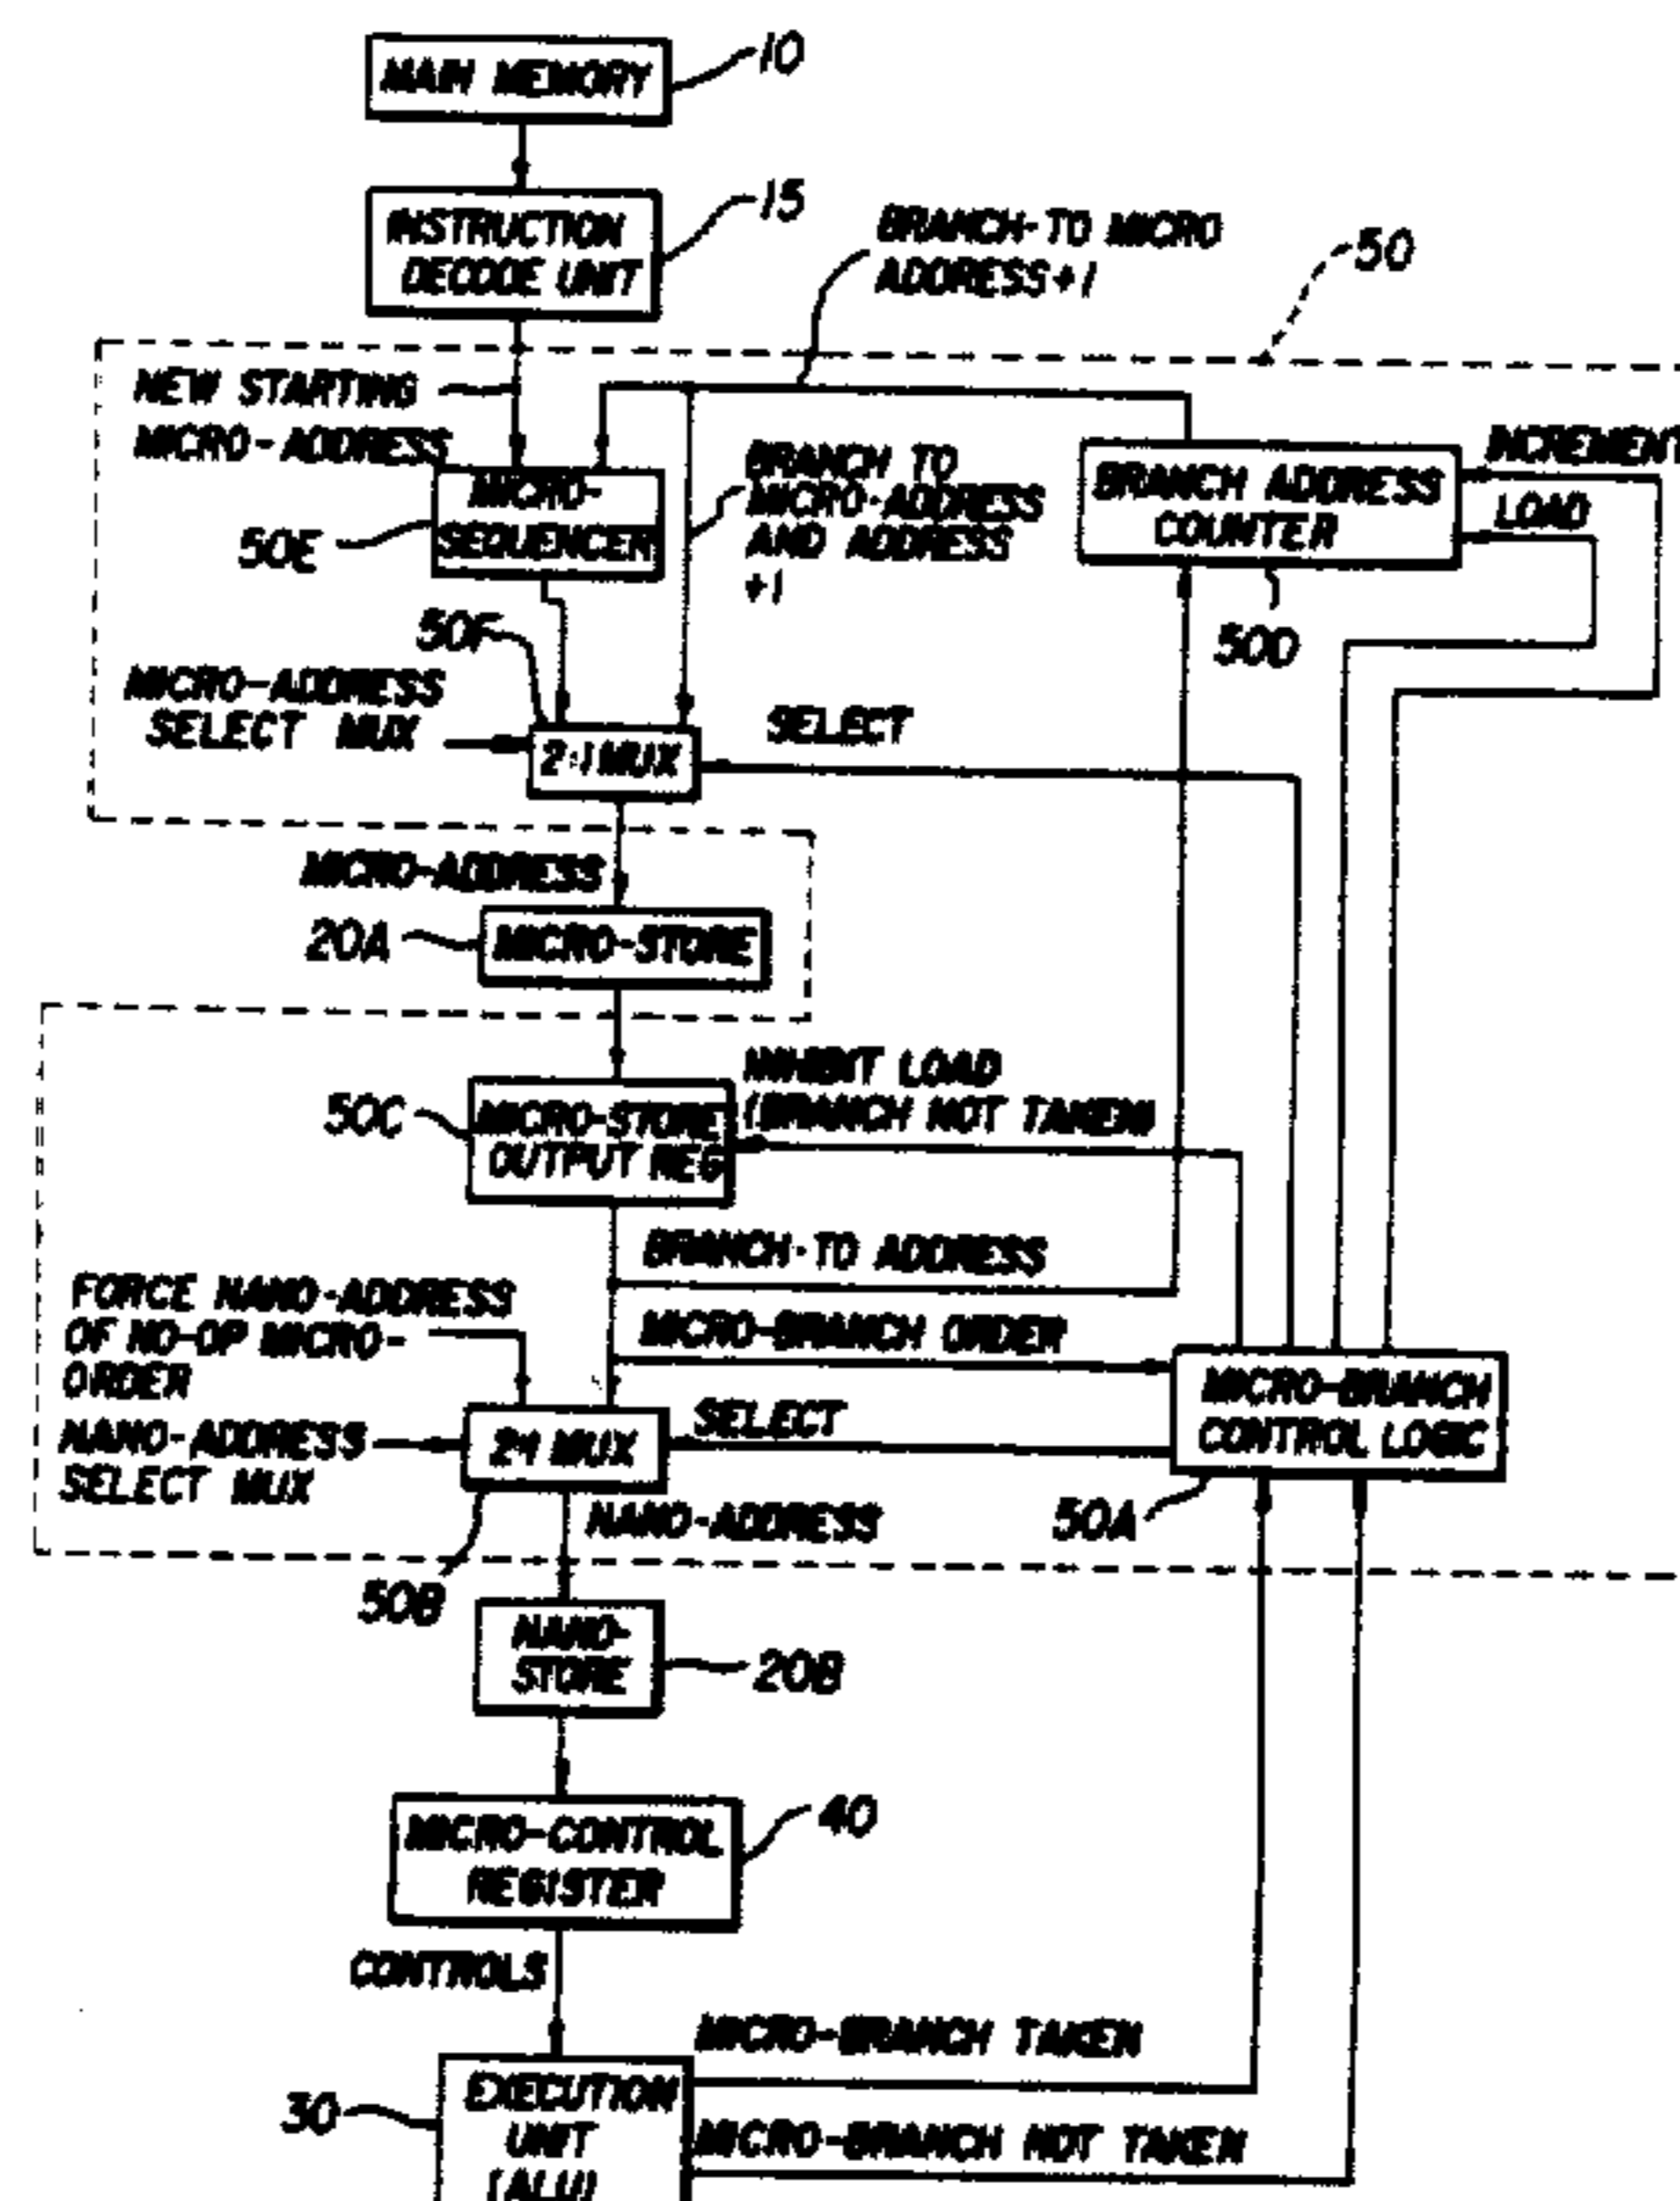 MAIN MEMORY
10
INSTRUCTION
DECODE UNIT
15
BRANCH-TO MICRO
ADDRESS+1
50
NEW STARTING
MICRO-ADDRESS
MICRO-
SEQUENCER
50E
BRANCH TO
MICRO-ADDRESS
AND ADDRESS
+1
BRANCH ADDRESS
COUNTER
INCREMENT
LOAD
50D
50F
MICRO-ADDRESS
SELECT MUX
2:1 MUX
SELECT
MICRO-ADDRESS
20A
MICRO-STORE
50C
MICRO-STORE
OUTPUT REG
INHIBIT LOAD
(BRANCH NOT TAKEN)
BRANCH-TO ADDRESS
FORCE NANO-ADDRESS
OF NO-OP MICRO-
ORDER
MICRO-BRANCH ORDER
NANO-ADDRESS
SELECT MUX
2:1 MUX
SELECT
MICRO-BRANCH
CONTROL LOGIC
50A
NANO-ADDRESS
50B
NANO-
STORE
20B
MICRO-CONTROL
REGISTER
40
CONTROLS
MICRO-BRANCH TAKEN
30
EXECUTION
UNIT
(ALU)
MICRO-BRANCH NOT TAKEN